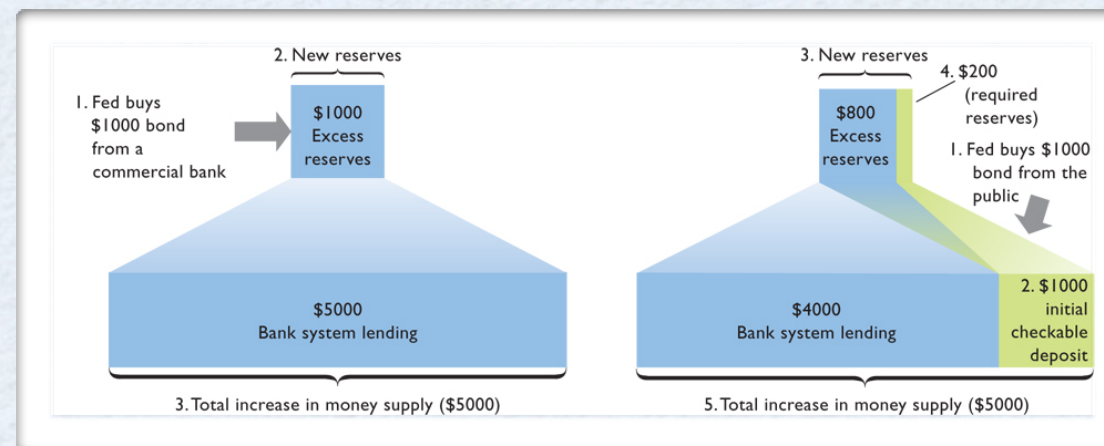 2. New reserves
1. Fed buys
$1000 bond
from a
commercial bank
$1000
Excess
reserves
$5000
Bank system lending
3. Total increase in money supply ($5000)
3. New reserves
4. $200
(required
reserves)
$800
Excess
reserves
1. Fed buys $1000
bond from the
public
2. $1000
initial
checkable
deposit
$4000
Bank system lending
5. Total increase in money supply ($5000)